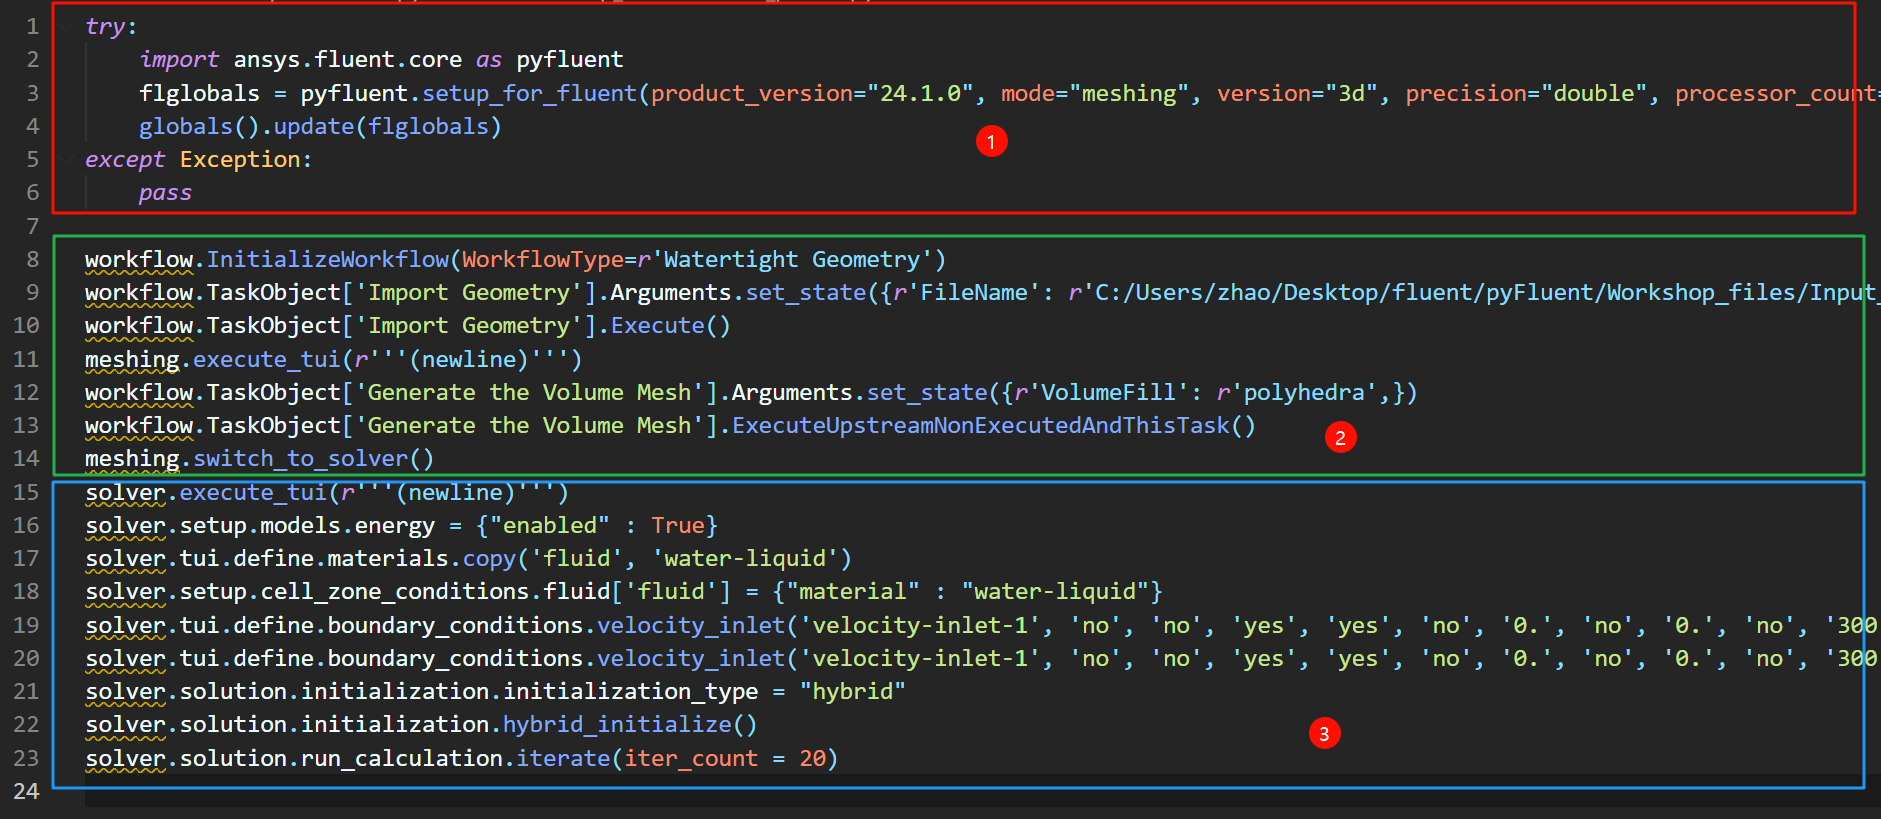 1 try:
2 import ansys.fluent.core as pyfluent
3 flglobals = pyfluent.setup_for_fluent(product_version="24.1.0", mode="meshing", version="3d", precision="double", processor_count=
4 globals().update(flglobals)
1
5 except Exception:
6 pass
7
8 workflow.InitializeWorkflow(WorkflowType=r'Watertight Geometry')
9 workflow.TaskObject['Import Geometry'].Arguments.set_state({r'FileName': r'C:/Users/zhao/Desktop/fluent/pyFluent/Workshop_files/Input_
10 workflow.TaskObject['Import Geometry'].Execute()
11 meshing.execute_tui(r'''(newline)''')
12 workflow.TaskObject['Generate the Volume Mesh'].Arguments.set_state({r'VolumeFill': r'polyhedra',})
13 workflow.TaskObject['Generate the Volume Mesh'].ExecuteUpstreamNonExecutedAndThisTask()
2
14 meshing.switch_to_solver()
15 solver.execute_tui(r'''(newline)''')
16 solver.setup.models.energy = {"enabled" : True}
17 solver.tui.define.materials.copy('fluid', 'water-liquid')
18 solver.setup.cell_zone_conditions.fluid['fluid'] = {"material" : "water-liquid"}
19 solver.tui.define.boundary_conditions.velocity_inlet('velocity-inlet-1', 'no', 'no', 'yes', 'yes', 'no', '0.', 'no', '0.', 'no', '300
20 solver.tui.define.boundary_conditions.velocity_inlet('velocity-inlet-1', 'no', 'no', 'yes', 'yes', 'no', '0.', 'no', '0.', 'no', '300
21 solver.solution.initialization.initialization_type = "hybrid"
22 solver.solution.initialization.hybrid_initialize()
3
23 solver.solution.run_calculation.iterate(iter_count = 20)
24